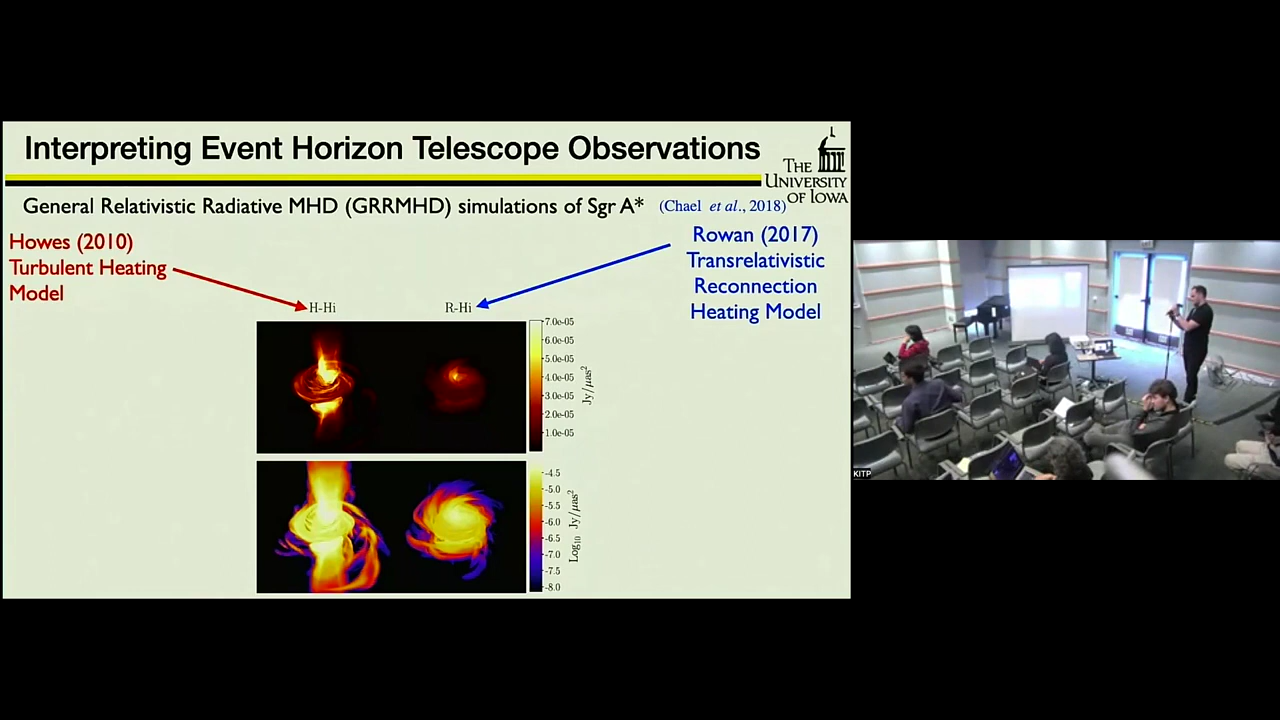 Interpreting Event Horizon Telescope Observations
THE
UNIVERSITY
OF IOWA
General Relativistic Radiative MHD (GRRMHD) simulations of Sgr A* (Chael et al., 2018)
Howes (2010)
Turbulent Heating
Model
Rowan (2017)
Transrelativistic
Reconnection
Heating Model
H-Hi
R-Hi
7.0e-05
6.0e-05
5.0e-05
4.0e-05
3.0e-05
2.0e-05
1.0e-05
Jy/μas²
-4.5
-5.0
-5.5
-6.0
-6.5
-7.0
-7.5
-8.0
Log₁₀ Jy/μas²
KITP